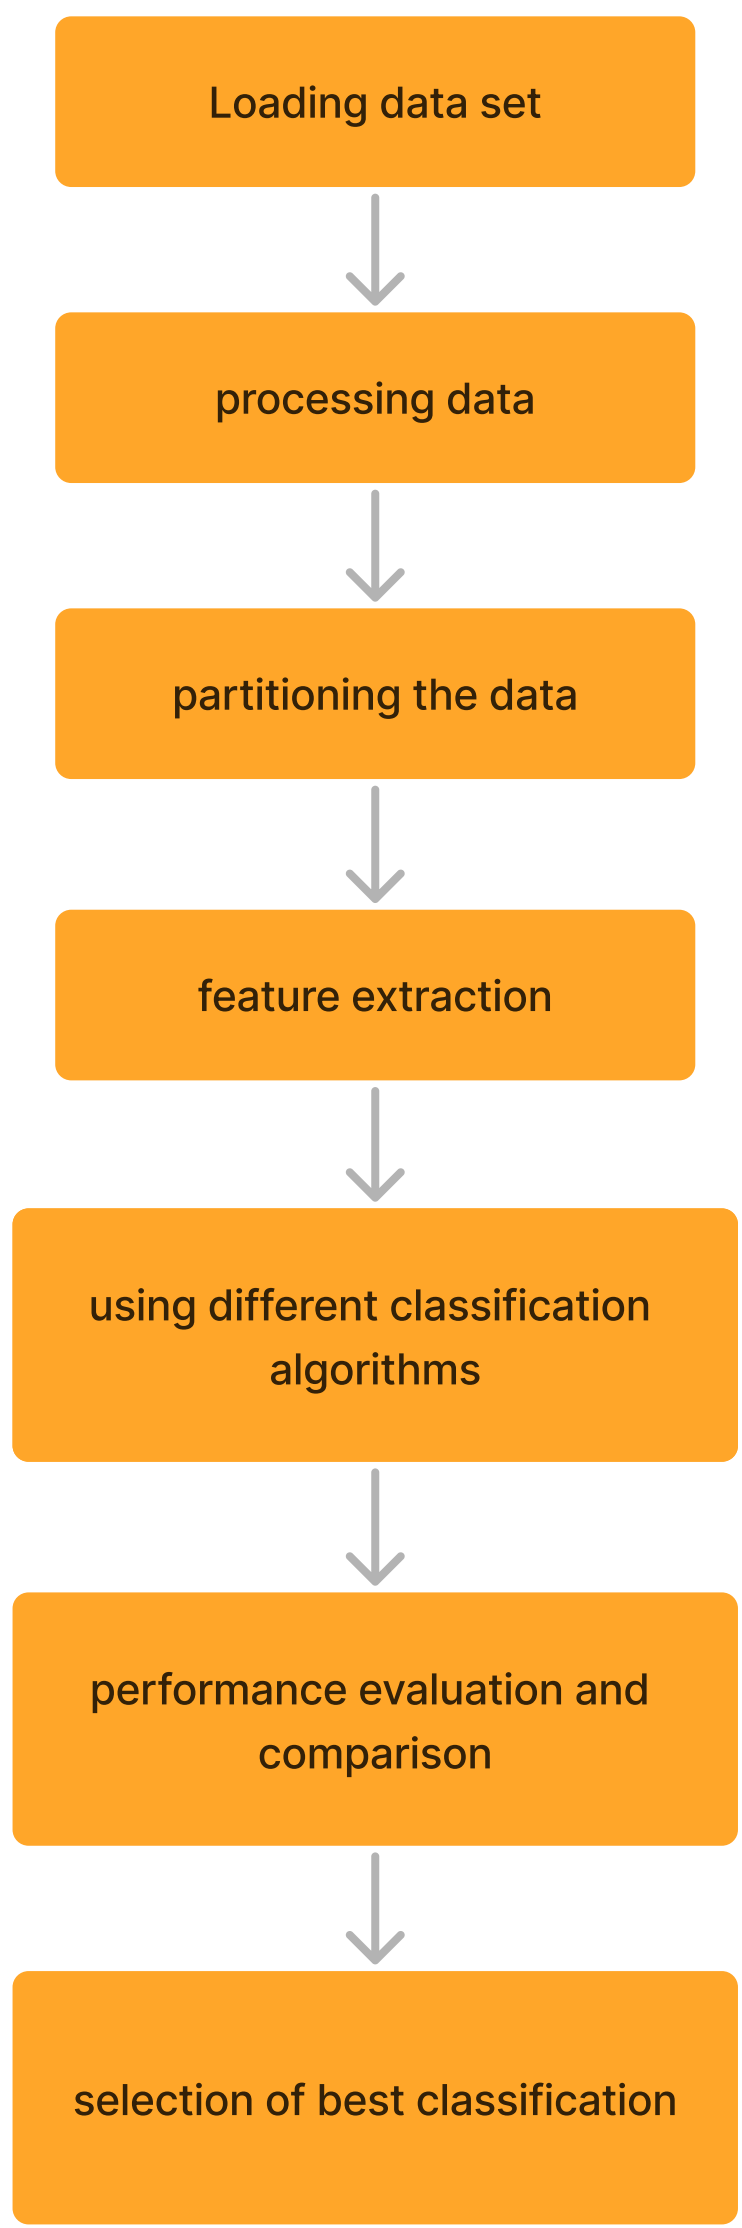 Loading data set
processing data
partitioning the data
feature extraction
using different classification
algorithms
performance evaluation and
comparison
selection of best classification